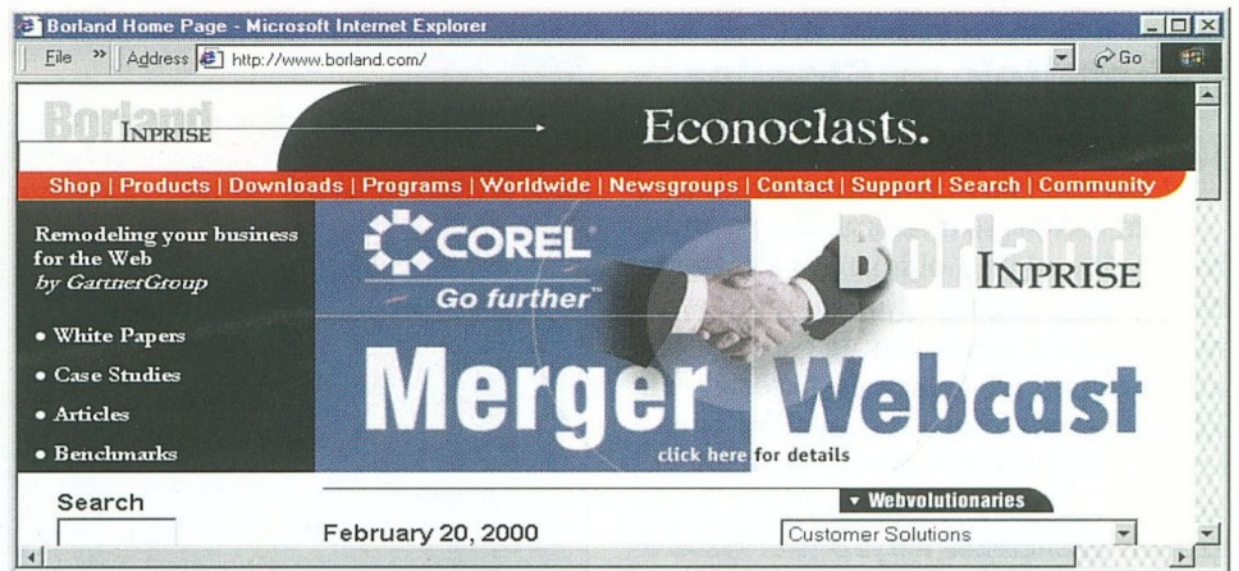 Borland Home Page - Microsoft Internet Explorer
File » Address http://www.borland.com/ Go
Borland INPRISE
Econoclasts.
Shop | Products | Downloads | Programs | Worldwide | Newsgroups | Contact | Support | Search | Community
Remodeling your business
for the Web
by GartnerGroup
• White Papers
• Case Studies
• Articles
• Benchmarks
COREL
Go further™
Borland
INPRISE
Merger Webcast
click here for details
Search
February 20, 2000
Webvolutionaries
Customer Solutions